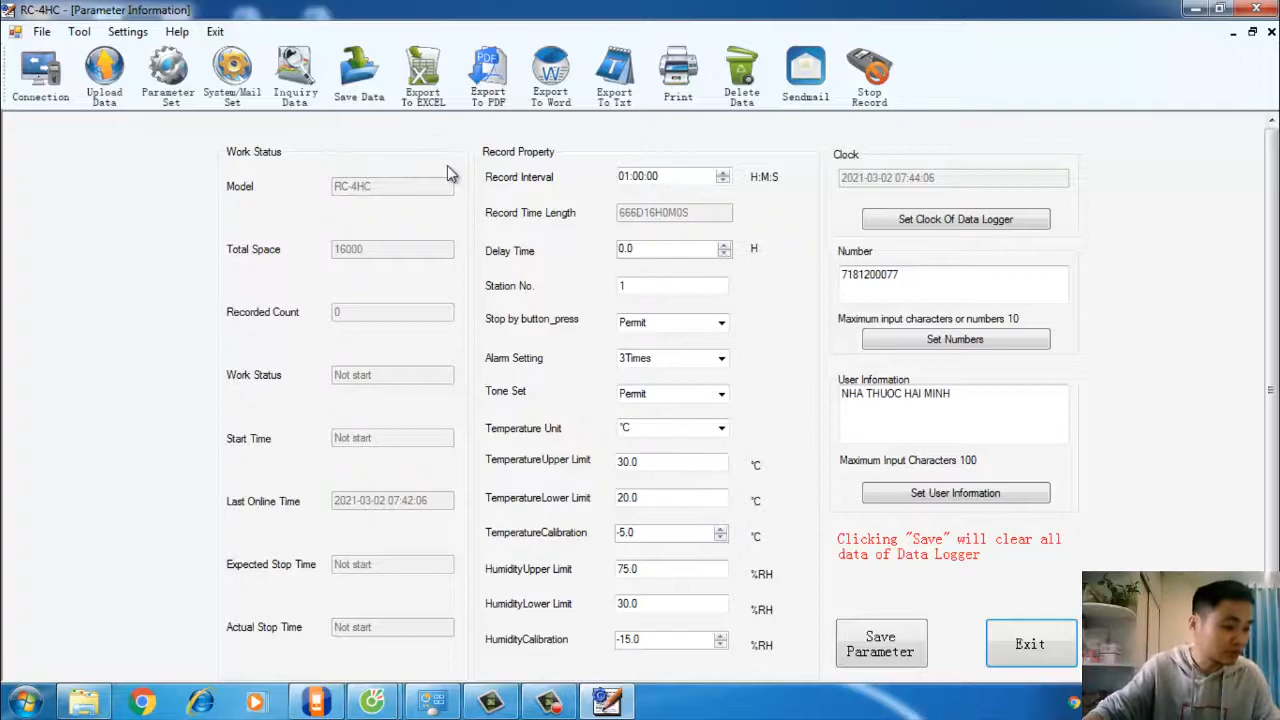 RC-4HC - [Parameter Information]
File Tool Settings Help Exit
Connection
Upload Data
Parameter Set
System/Mail Set
Inquiry Data
Save Data
Export To EXCEL
PDF
Export To PDF
Export To Word
Export To Txt
Print
Delete Data
Sendmail
Stop Record
Work Status
Model RC-4HC
Total Space 16000
Recorded Count 0
Work Status Not start
Start Time Not start
Last Online Time 2021-03-02 07:42:06
Expected Stop Time Not start
Actual Stop Time Not start
Record Property
Record Interval 01:00:00 H:M:S
Record Time Length 666D16H0M0S
Delay Time 0.0 H
Station No. 1
Stop by button_press Permit
Alarm Setting 3Times
Tone Set Permit
Temperature Unit °C
TemperatureUpper Limit 30.0 °C
TemperatureLower Limit 20.0 °C
TemperatureCalibration -5.0 °C
HumidityUpper Limit 75.0 %RH
HumidityLower Limit 30.0 %RH
HumidityCalibration -15.0 %RH
Clock
2021-03-02 07:44:06
Set Clock Of Data Logger
Number
7181200077
Maximum input characters or numbers 10
Set Numbers
User Information
NHA THUOC HAI MINH
Maximum Input Characters 100
Set User Information
Clicking "Save" will clear all
data of Data Logger
Save
Parameter
Exit